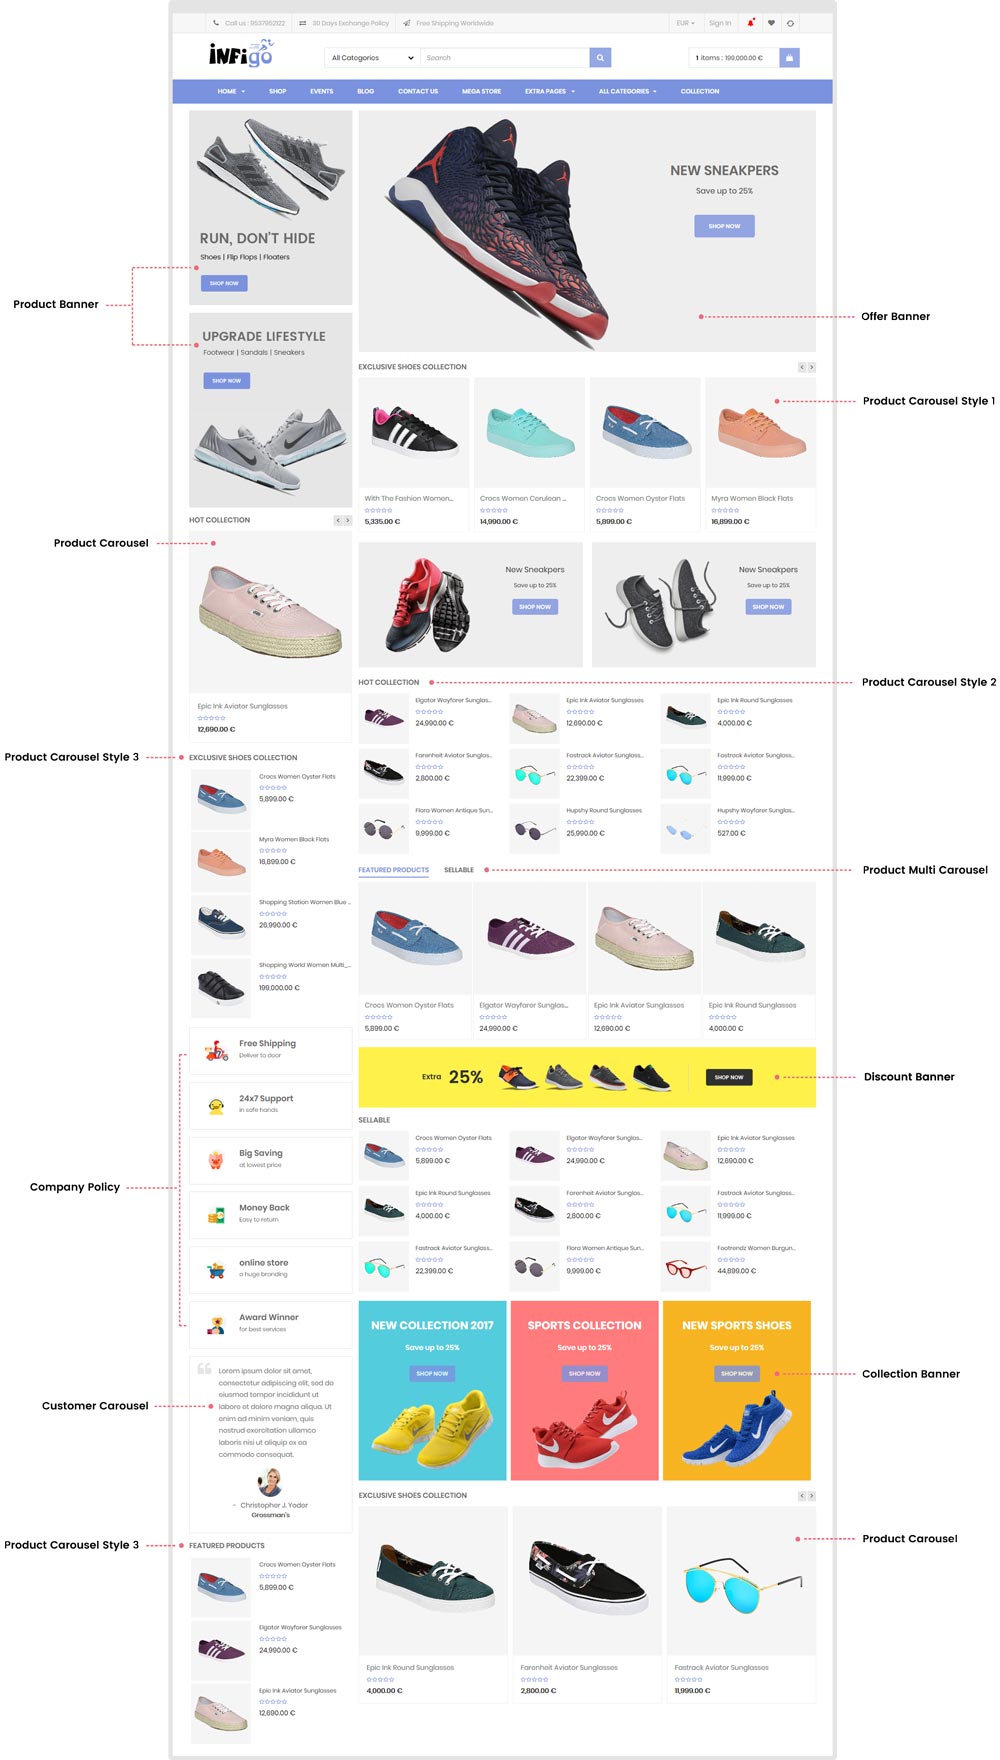 Call us : 9537952122
30 Days Exchange Policy
Free Shipping Worldwide
EUR
Sign In
iNFigo
All Categories
Search
1 items : 199,000.00 €
HOME
SHOP
EVENTS
BLOG
CONTACT US
MEGA STORE
EXTRA PAGES
ALL CATEGORIES
COLLECTION
RUN, DON'T HIDE
Shoes | Flip Flops | Floaters
SHOP NOW
Product Banner
UPGRADE LIFESTYLE
Footwear | Sandals | Sneakers
SHOP NOW
NEW SNEAKPERS
Save up to 25%
SHOP NOW
Offer Banner
EXCLUSIVE SHOES COLLECTION
Product Carousel Style 1
With The Fashion Women...
5,335.00 €
Crocs Women Cerulean ...
14,990.00 €
Crocs Women Oyster Flats
5,899.00 €
Myra Women Black Flats
16,899.00 €
HOT COLLECTION
Product Carousel
Epic Ink Aviator Sunglasses
12,690.00 €
New Sneakpers
Save up to 25%
SHOP NOW
New Sneakpers
Save up to 25%
SHOP NOW
HOT COLLECTION
Product Carousel Style 2
Elgator Wayfarer Sunglas...
24,990.00 €
Epic Ink Aviator Sunglasses
12,690.00 €
Epic Ink Round Sunglasses
4,000.00 €
Farenheit Aviator Sunglas...
2,800.00 €
Fastrack Aviator Sunglass...
22,399.00 €
Fastrack Aviator Sunglass...
11,999.00 €
Flora Women Antique Sun...
9,999.00 €
Hupshy Round Sunglasses
25,990.00 €
Hupshy Wayfarer Sunglas...
527.00 €
Product Carousel Style 3
EXCLUSIVE SHOES COLLECTION
Crocs Women Oyster Flats
5,899.00 €
Myra Women Black Flats
16,899.00 €
Shopping Station Women Blue ...
26,990.00 €
Shopping World Women Multi_...
199,000.00 €
FEATURED PRODUCTS
SELLABLE
Product Multi Carousel
Crocs Women Oyster Flats
5,899.00 €
Elgator Wayfarer Sunglas...
24,990.00 €
Epic Ink Aviator Sunglasses
12,690.00 €
Epic Ink Round Sunglasses
4,000.00 €
Company Policy
Free Shipping
Deliver to door
24x7 Support
in safe hands
Big Saving
at lowest price
Money Back
Easy to return
online store
a huge branding
Award Winner
for best services
Extra 25%
SHOP NOW
Discount Banner
SELLABLE
Crocs Women Oyster Flats
5,899.00 €
Elgator Wayfarer Sunglas...
24,990.00 €
Epic Ink Aviator Sunglasses
12,690.00 €
Epic Ink Round Sunglasses
4,000.00 €
Farenheit Aviator Sunglas...
2,800.00 €
Fastrack Aviator Sunglass...
11,999.00 €
Fastrack Aviator Sunglass...
22,399.00 €
Flora Women Antique Sun...
9,999.00 €
Footrendz Women Burgun...
44,899.00 €
NEW COLLECTION 2017
Save up to 25%
SHOP NOW
SPORTS COLLECTION
Save up to 25%
SHOP NOW
NEW SPORTS SHOES
Save up to 25%
SHOP NOW
Collection Banner
Customer Carousel
Lorem ipsum dolor sit amet,
consectetur adipiscing elit, sed do
eiusmod tempor incididunt ut
labore et dolore magna aliqua. Ut
enim ad minim veniam, quis
nostrud exercitation ullamco
laboris nisi ut aliquip ex ea
commodo consequat.
- Christopher J. Yoder
Grossman's
Product Carousel Style 3
FEATURED PRODUCTS
Crocs Women Oyster Flats
5,899.00 €
Elgator Wayfarer Sunglasses
24,990.00 €
Epic Ink Aviator Sunglasses
12,690.00 €
EXCLUSIVE SHOES COLLECTION
Product Carousel
Epic Ink Round Sunglasses
4,000.00 €
Farenheit Aviator Sunglasses
2,800.00 €
Fastrack Aviator Sunglasses
11,999.00 €